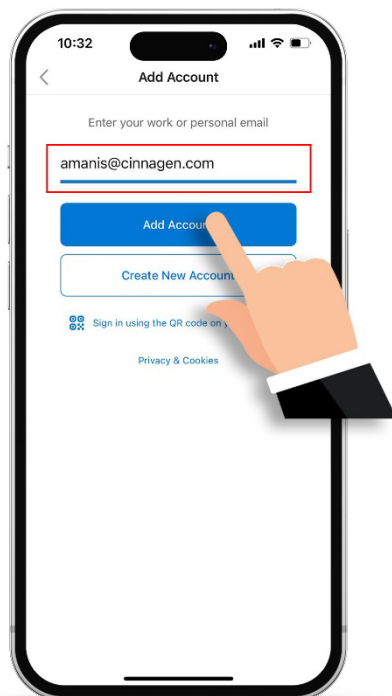 10:32
Add Account
Enter your work or personal email
amanis@cinnagen.com
Add Accoun
Create New Accoun
Sign in using the QR code on
Privacy & Cookies